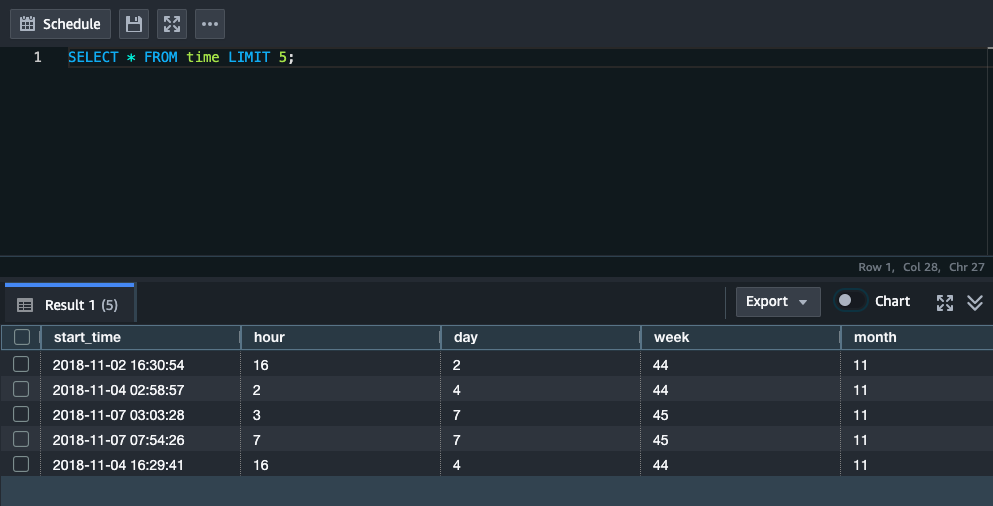 Schedule
1 SELECT * FROM time LIMIT 5;
Row 1, Col 28, Chr 27
Result 1 (5) Export Chart
start_time hour day week month
2018-11-02 16:30:54 16 2 44 11
2018-11-04 02:58:57 2 4 44 11
2018-11-07 03:03:28 3 7 45 11
2018-11-07 07:54:26 7 7 45 11
2018-11-04 16:29:41 16 4 44 11